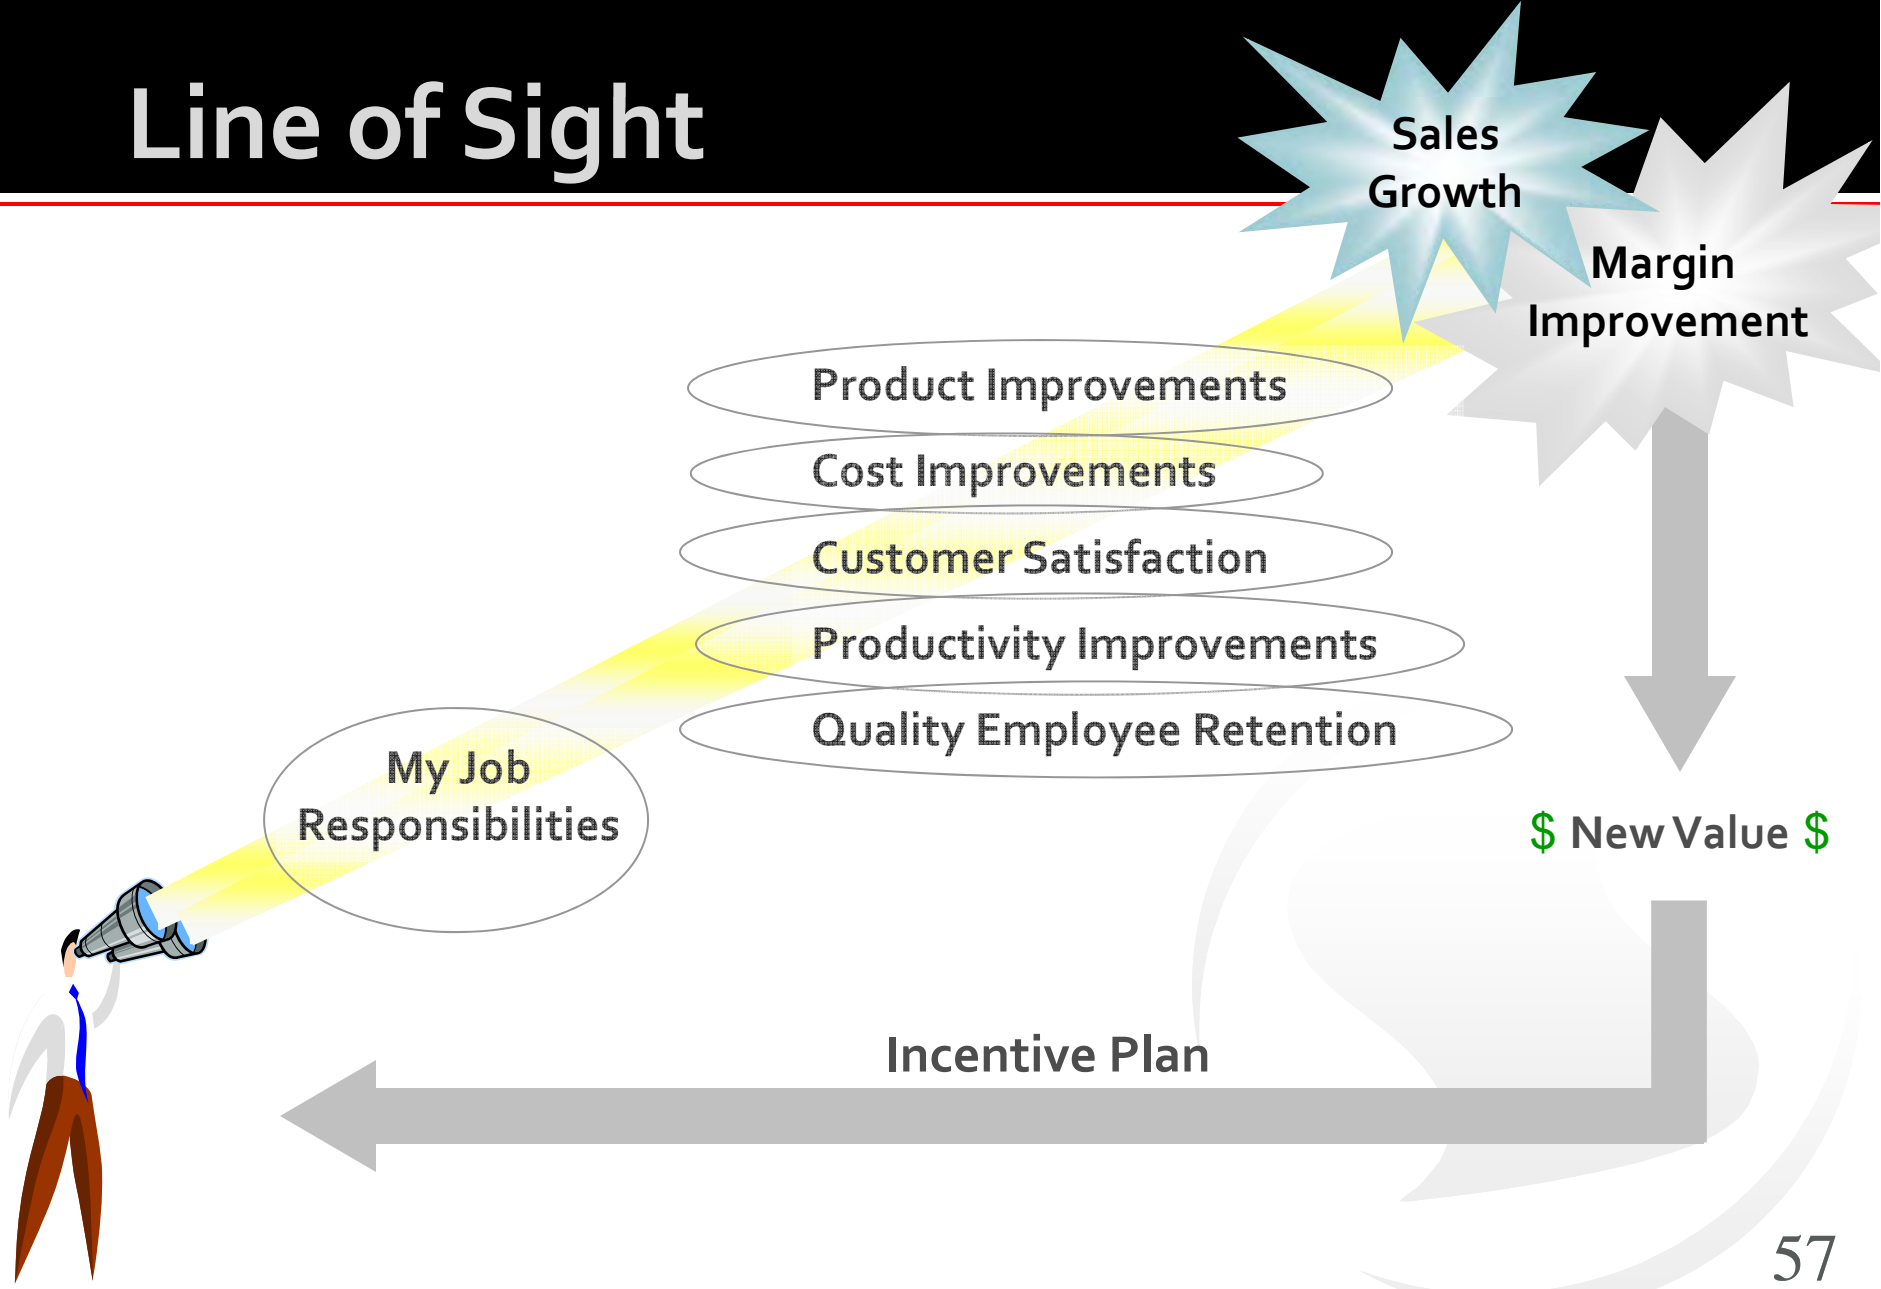 Line of Sight
Sales
Growth
Margin
Improvement
Product Improvements
Cost Improvements
Customer Satisfaction
Productivity Improvements
Quality Employee Retention
My Job
Responsibilities
$ New Value $
Incentive Plan
57